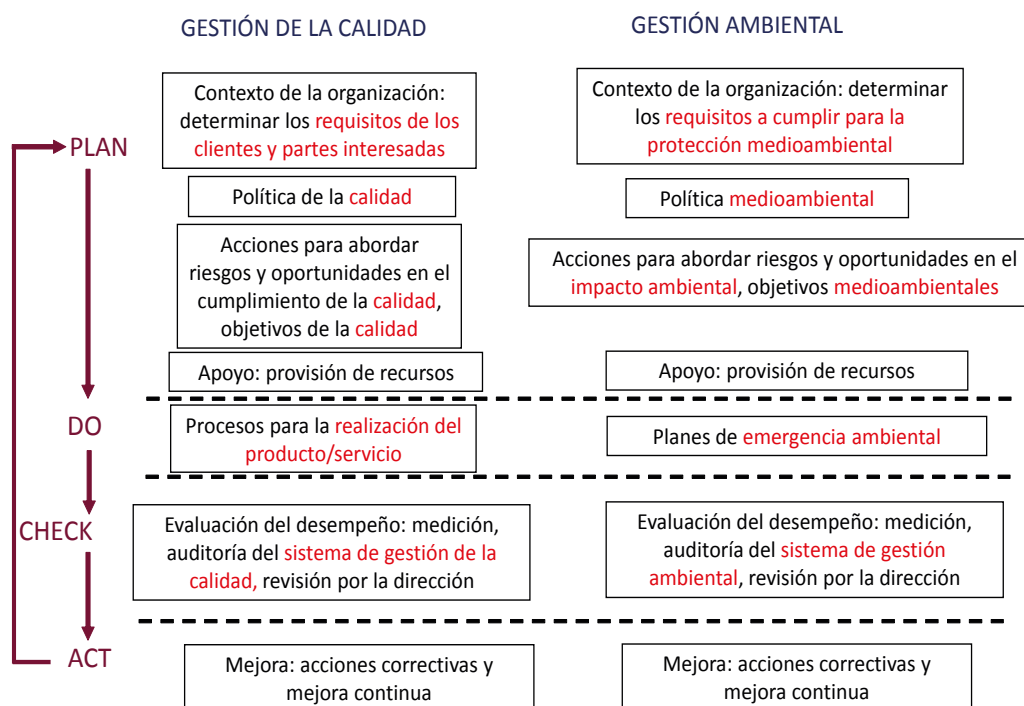 GESTIÓN DE LA CALIDAD
GESTIÓN AMBIENTAL
PLAN
Contexto de la organización:
determinar los requisitos de los
clientes y partes interesadas
Contexto de la organización: determinar
los requisitos a cumplir para la
protección medioambiental
Política de la calidad
Política medioambiental
Acciones para abordar
riesgos y oportunidades en el
cumplimiento de la calidad,
objetivos de la calidad
Acciones para abordar riesgos y oportunidades en el
impacto ambiental, objetivos medioambientales
Apoyo: provisión de recursos
Apoyo: provisión de recursos
DO
Procesos para la realización del
producto/servicio
Planes de emergencia ambiental
CHECK
Evaluación del desempeño: medición,
auditoría del sistema de gestión de la
calidad, revisión por la dirección
Evaluación del desempeño: medición,
auditoría del sistema de gestión
ambiental, revisión por la dirección
ACT
Mejora: acciones correctivas y
mejora continua
Mejora: acciones correctivas y
mejora continua